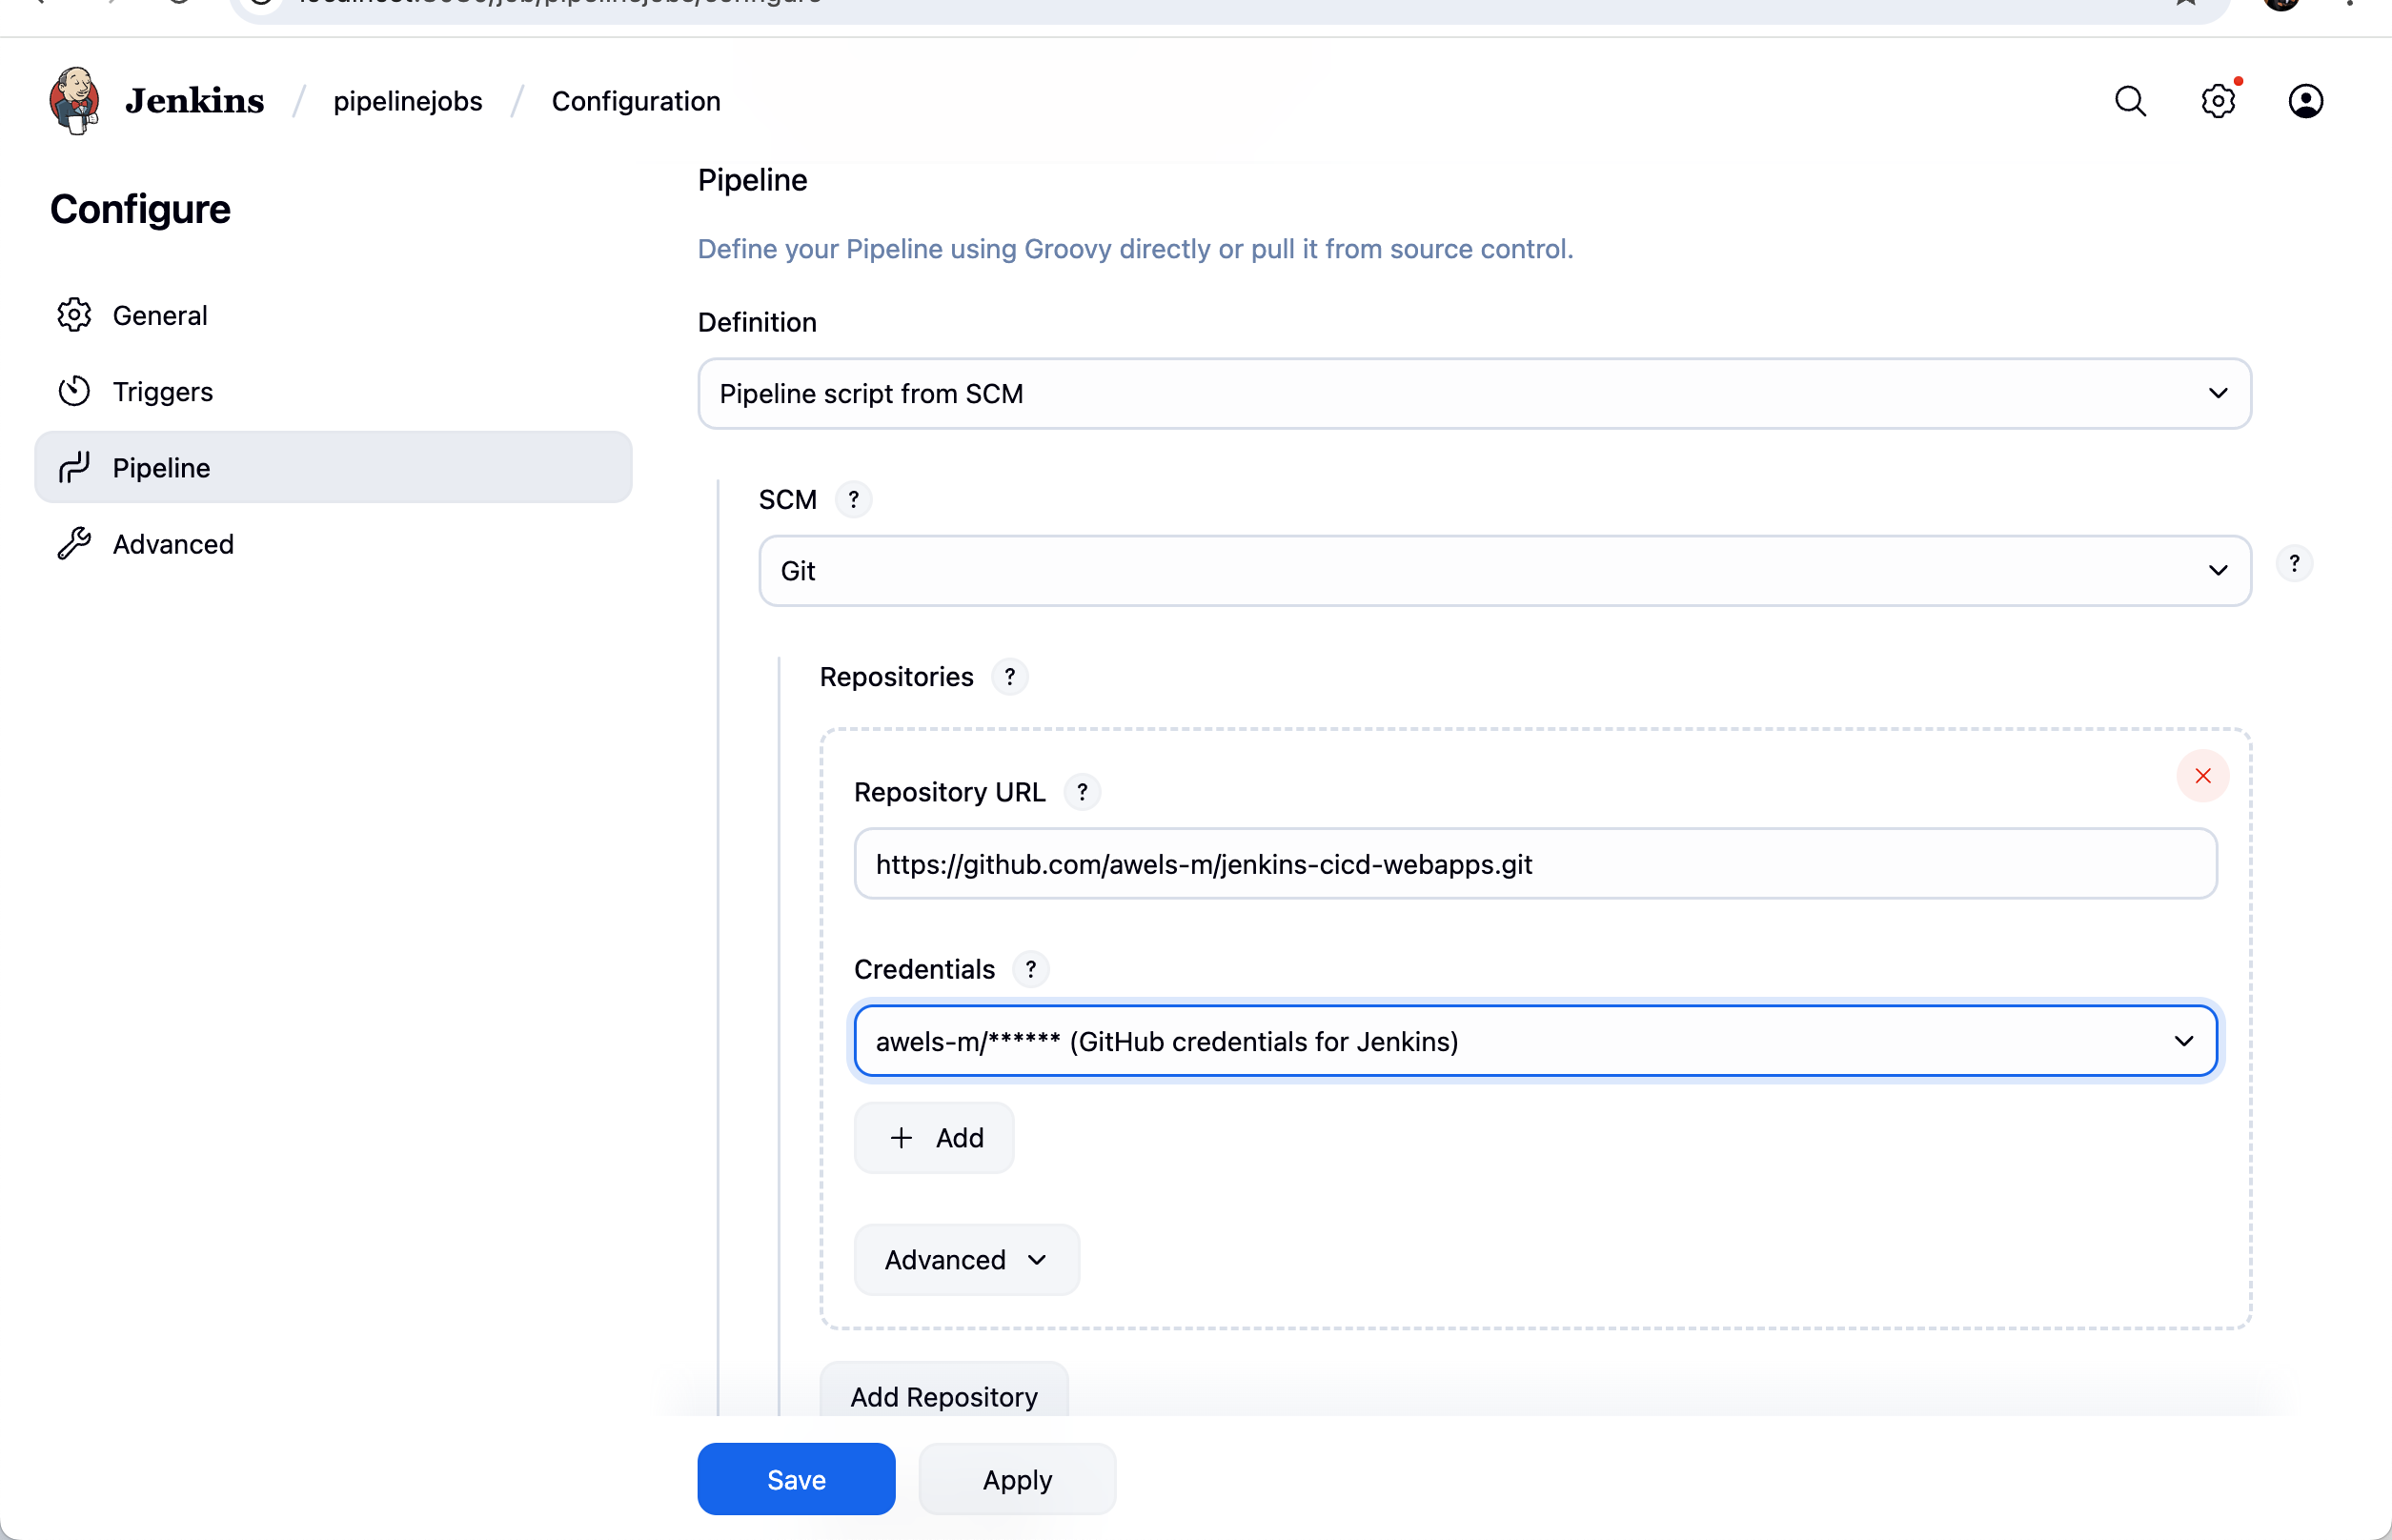 Jenkins / pipelinejobs / Configuration
Configure
General
Triggers
Pipeline
Advanced
Pipeline
Define your Pipeline using Groovy directly or pull it from source control.
Definition
Pipeline script from SCM
SCM ?
Git
?
Repositories ?
Repository URL ?
https://github.com/awels-m/jenkins-cicd-webapps.git
Credentials ?
awels-m/****** (GitHub credentials for Jenkins)
+ Add
Advanced
Add Repository
Save
Apply